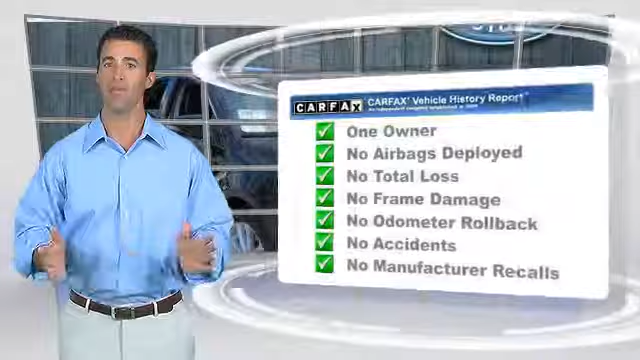 CARFAX CARFAX Vehicle History Report
One Owner
No Airbags Deployed
No Total Loss
No Frame Damage
No Odometer Rollback
No Accidents
No Manufacturer Recalls